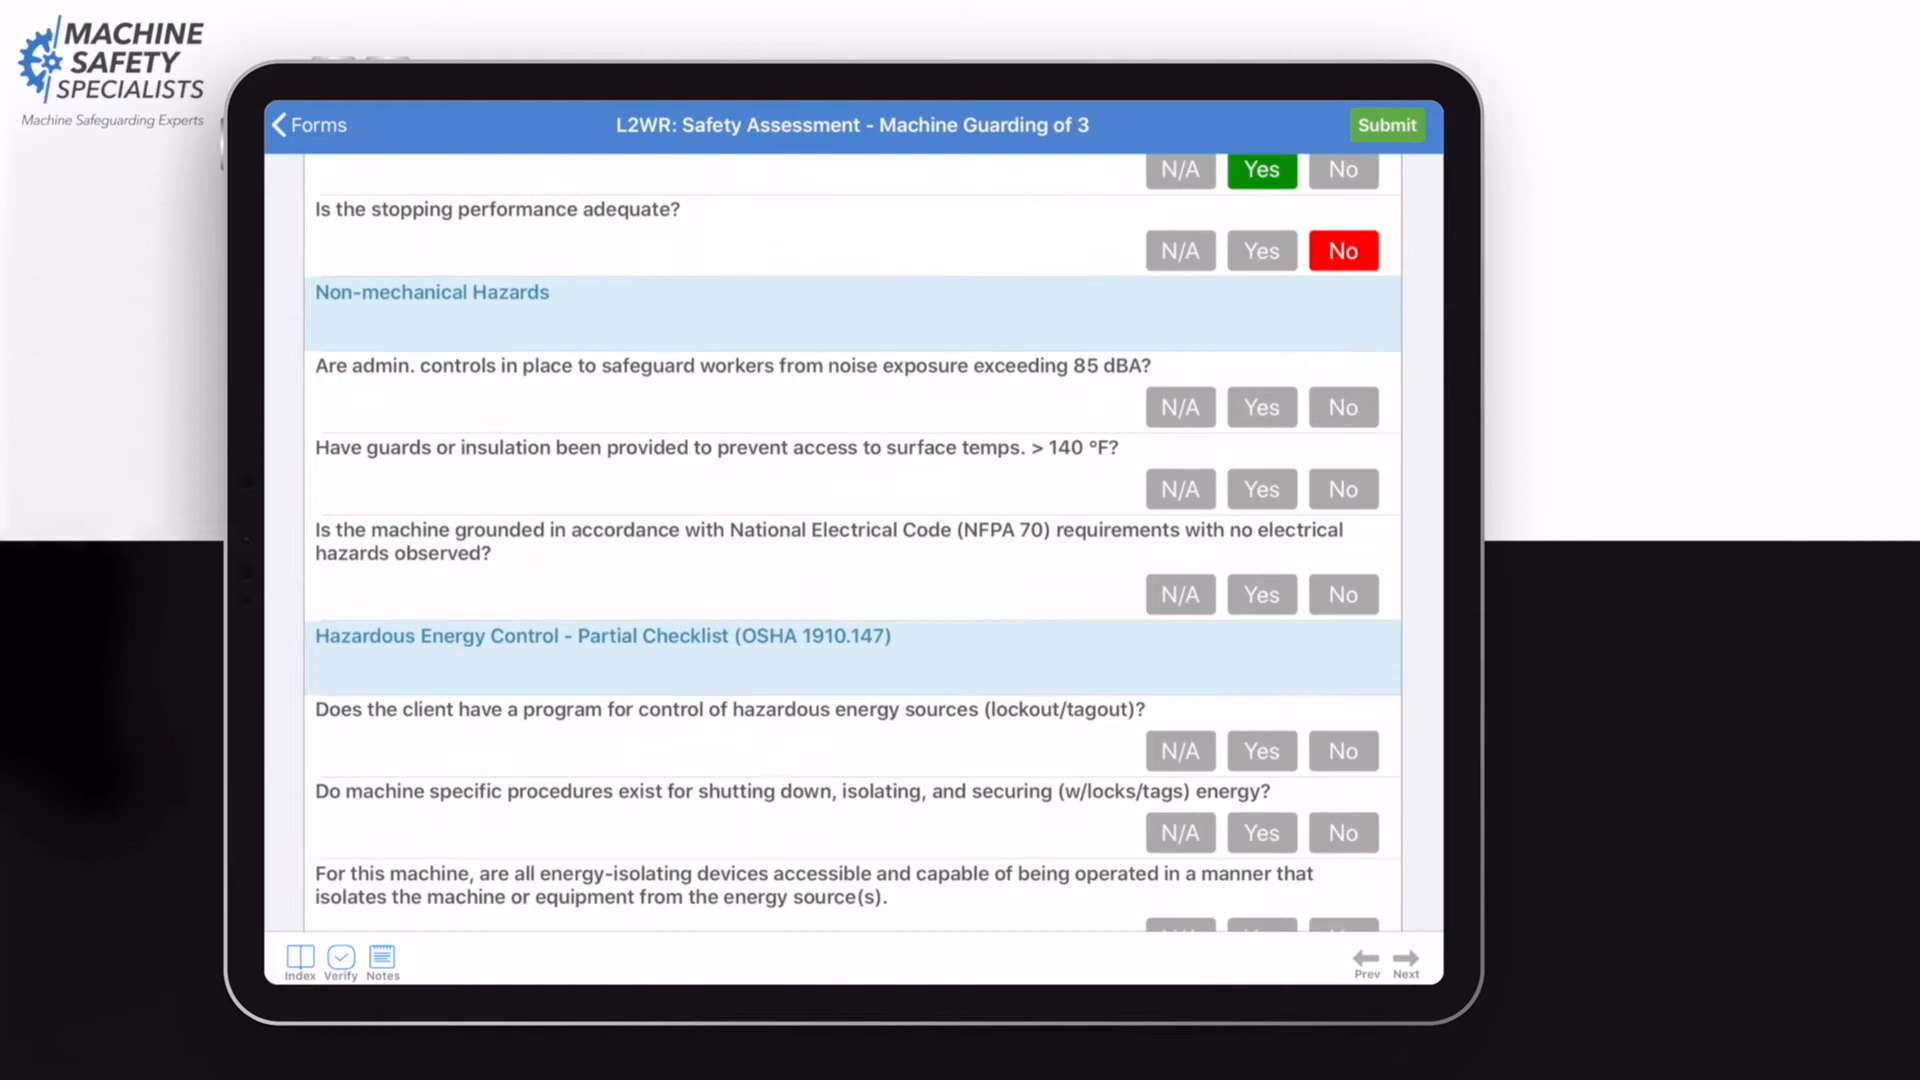 MACHINE
SAFETY
SPECIALISTS
Machine Safeguarding Experts
Forms
L2WR: Safety Assessment - Machine Guarding of 3
Submit
N/A Yes No
Is the stopping performance adequate?
N/A Yes No
Non-mechanical Hazards
Are admin. controls in place to safeguard workers from noise exposure exceeding 85 dBA?
N/A Yes No
Have guards or insulation been provided to prevent access to surface temps. > 140 °F?
N/A Yes No
Is the machine grounded in accordance with National Electrical Code (NFPA 70) requirements with no electrical
hazards observed?
N/A Yes No
Hazardous Energy Control - Partial Checklist (OSHA 1910.147)
Does the client have a program for control of hazardous energy sources (lockout/tagout)?
N/A Yes No
Do machine specific procedures exist for shutting down, isolating, and securing (w/locks/tags) energy?
N/A Yes No
For this machine, are all energy-isolating devices accessible and capable of being operated in a manner that
isolates the machine or equipment from the energy source(s).
Index Verify Notes
Prev Next